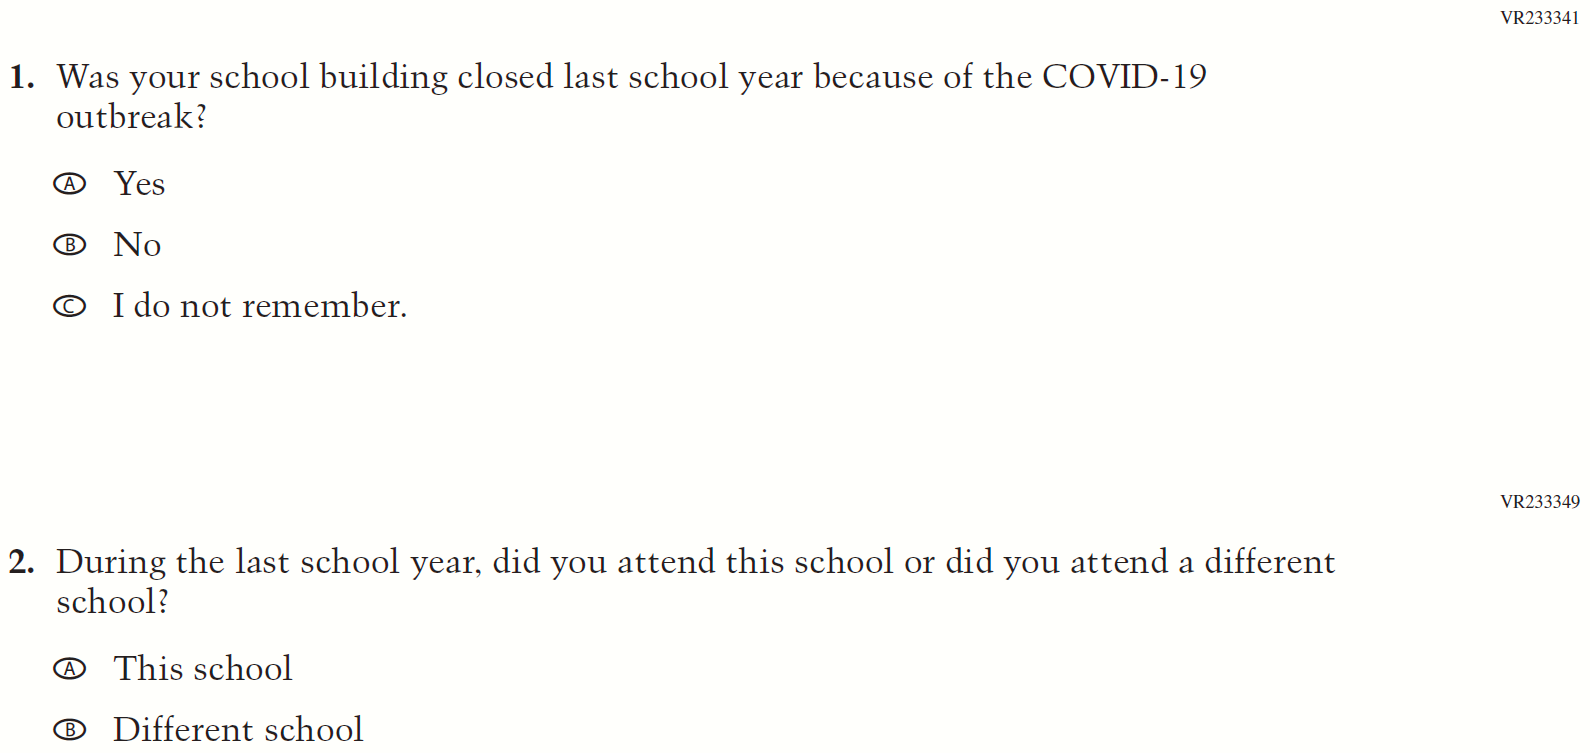 VR233341
1. Was your school building closed last school year because of the COVID-19
outbreak?
A Yes
B No
C I do not remember.
VR233349
2. During the last school year, did you attend this school or did you attend a different
school?
A This school
B Different school